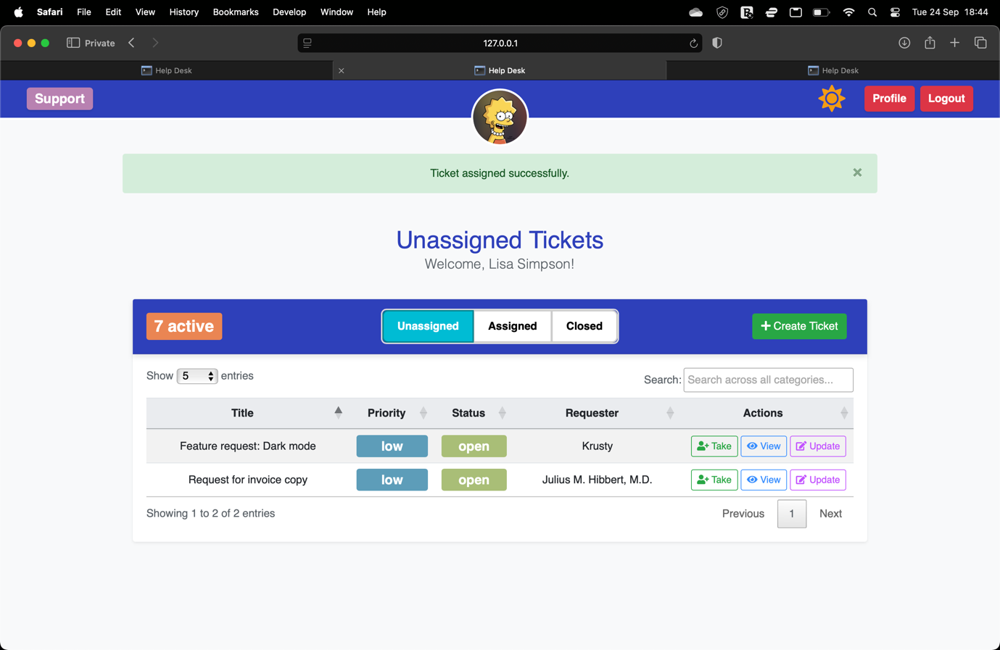 Safari File Edit View History Bookmarks Develop Window Help Tue 24 Sep 18:44
Private 127.0.0.1
Help Desk Help Desk Help Desk
Support Profile Logout
Ticket assigned successfully. ×
Unassigned Tickets
Welcome, Lisa Simpson!
7 active Unassigned Assigned Closed + Create Ticket
Show 5 entries Search: Search across all categories...
Title Priority Status Requester Actions
Feature request: Dark mode low open Krusty Take View Update
Request for invoice copy low open Julius M. Hibbert, M.D. Take View Update
Showing 1 to 2 of 2 entries Previous 1 Next